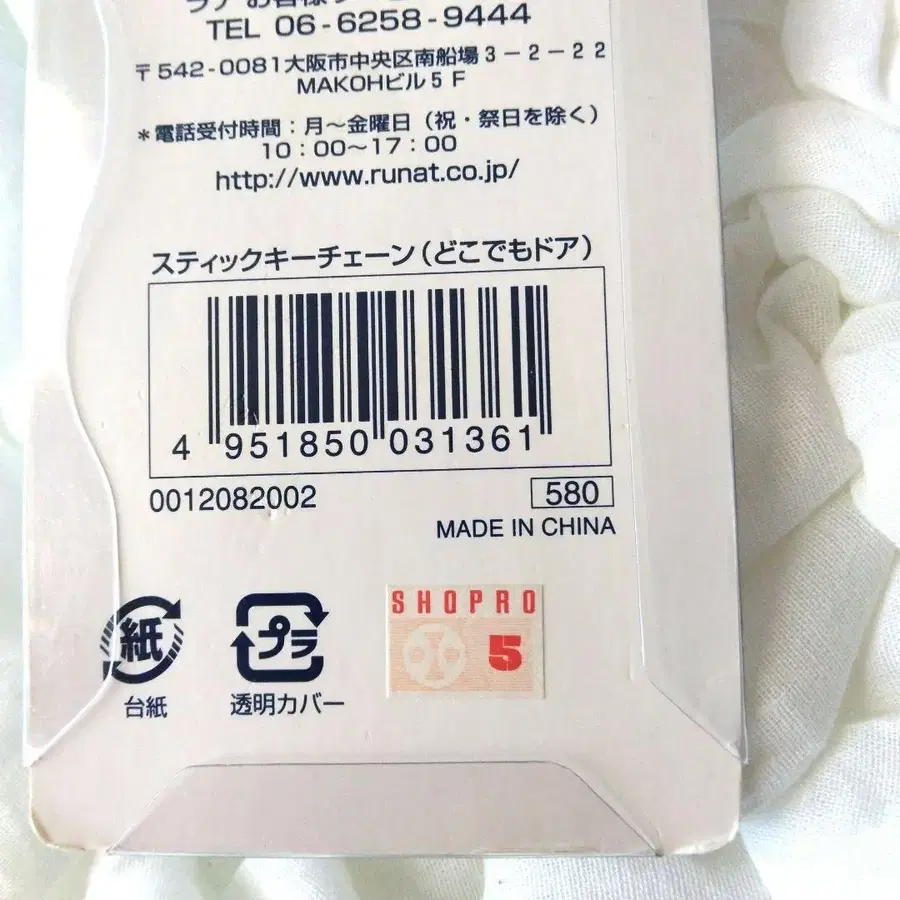 TEL 06-6258-9444
〒542-0081大阪市中央区南船場3-2-22
MAKOHビル5F
*電話受付時間:月〜金曜日(祝・祭日を除く)
10:00〜17:00
http://www.runat.co.jp/
スティックキーチェーン(どこでもドア)
4 951850 031361
0012082002
580
MADE IN CHINA
紙
プラ
SHOPRO
5
台紙
透明カバー